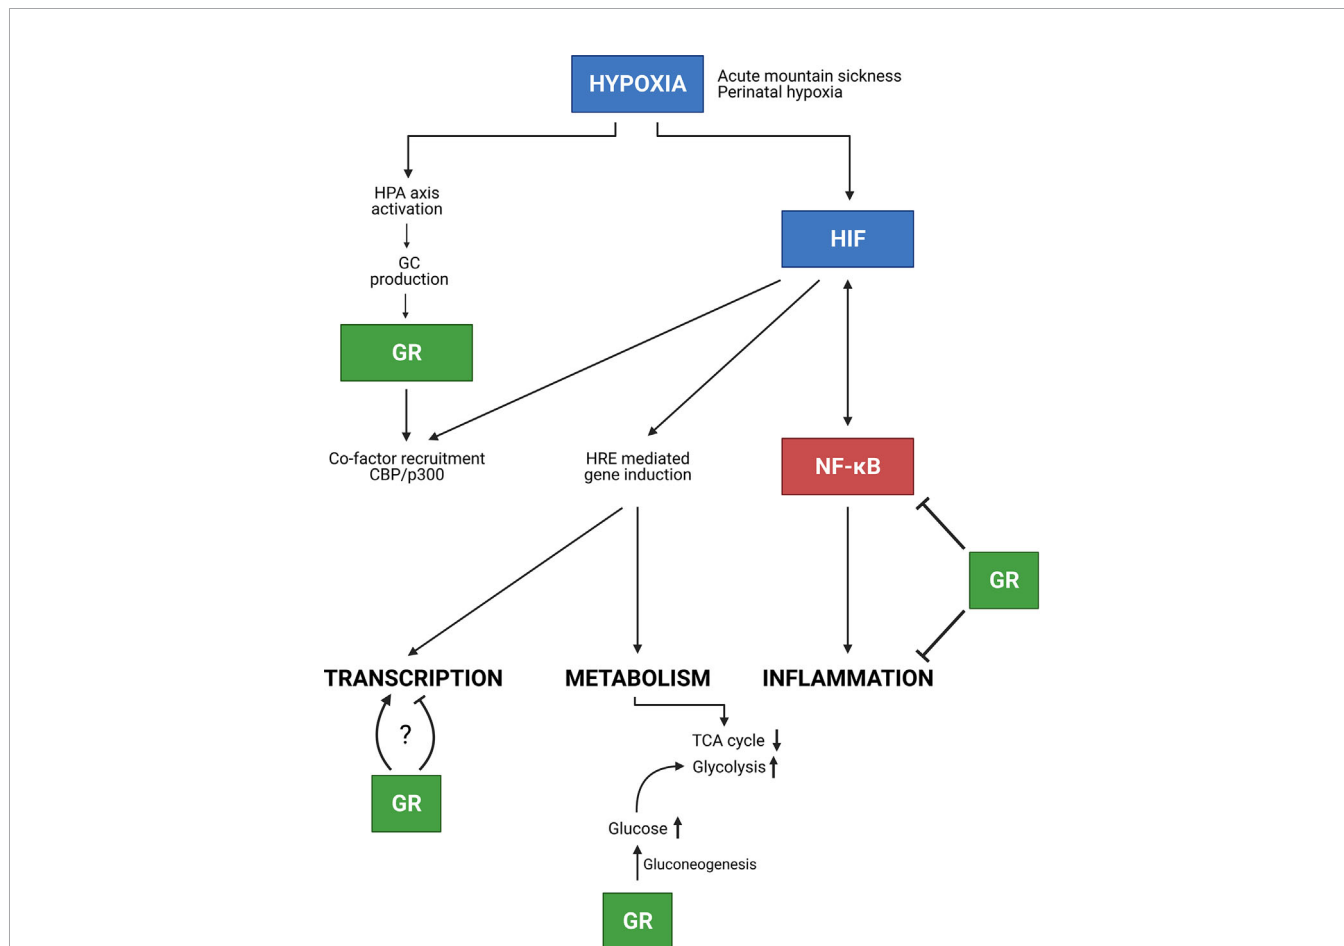 HYPOXIA
Acute mountain sickness
Perinatal hypoxia
HPA axis
activation
HIF
GC
production
GR
Co-factor recruitment
CBP/p300
HRE mediated
gene induction
NF-κB
GR
TRANSCRIPTION
METABOLISM
INFLAMMATION
?
TCA cycle
Glycolysis
GR
Glucose
Gluconeogenesis
GR